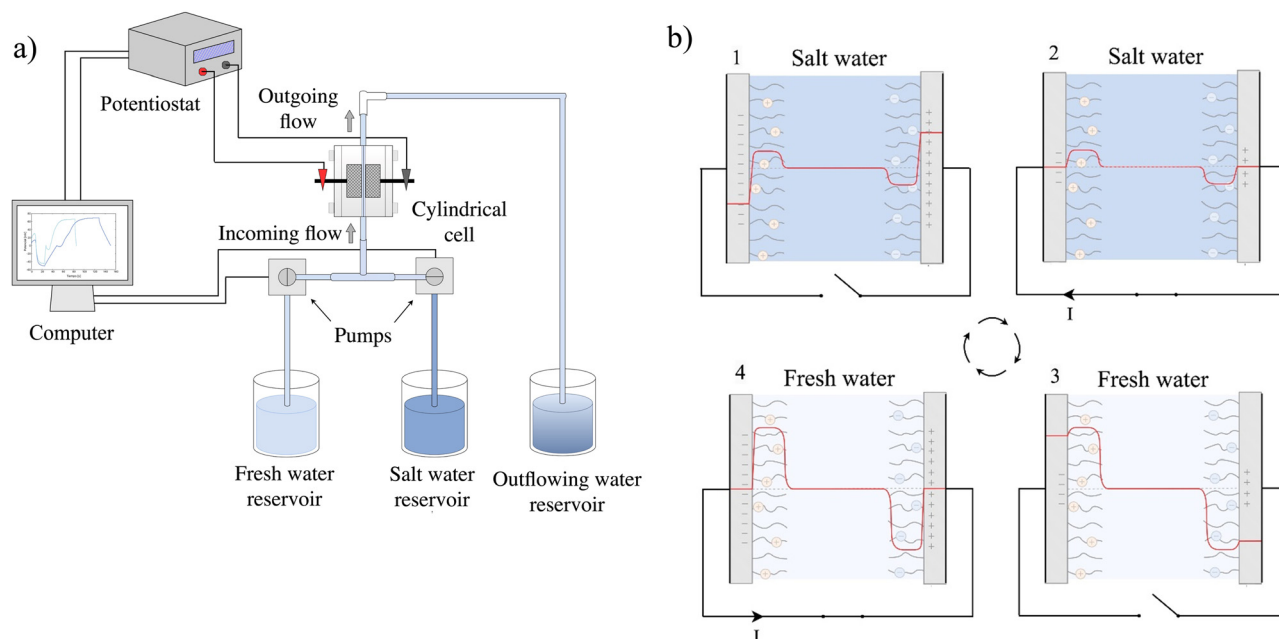 a)
Potentiostat
Outgoing
flow
Cylindrical
cell
Incoming flow
Computer
Pumps
Fresh water
reservoir
Salt water
reservoir
Outflowing water
reservoir
b)
1
Salt water
2
Salt water
I
4
Fresh water
3
Fresh water
I